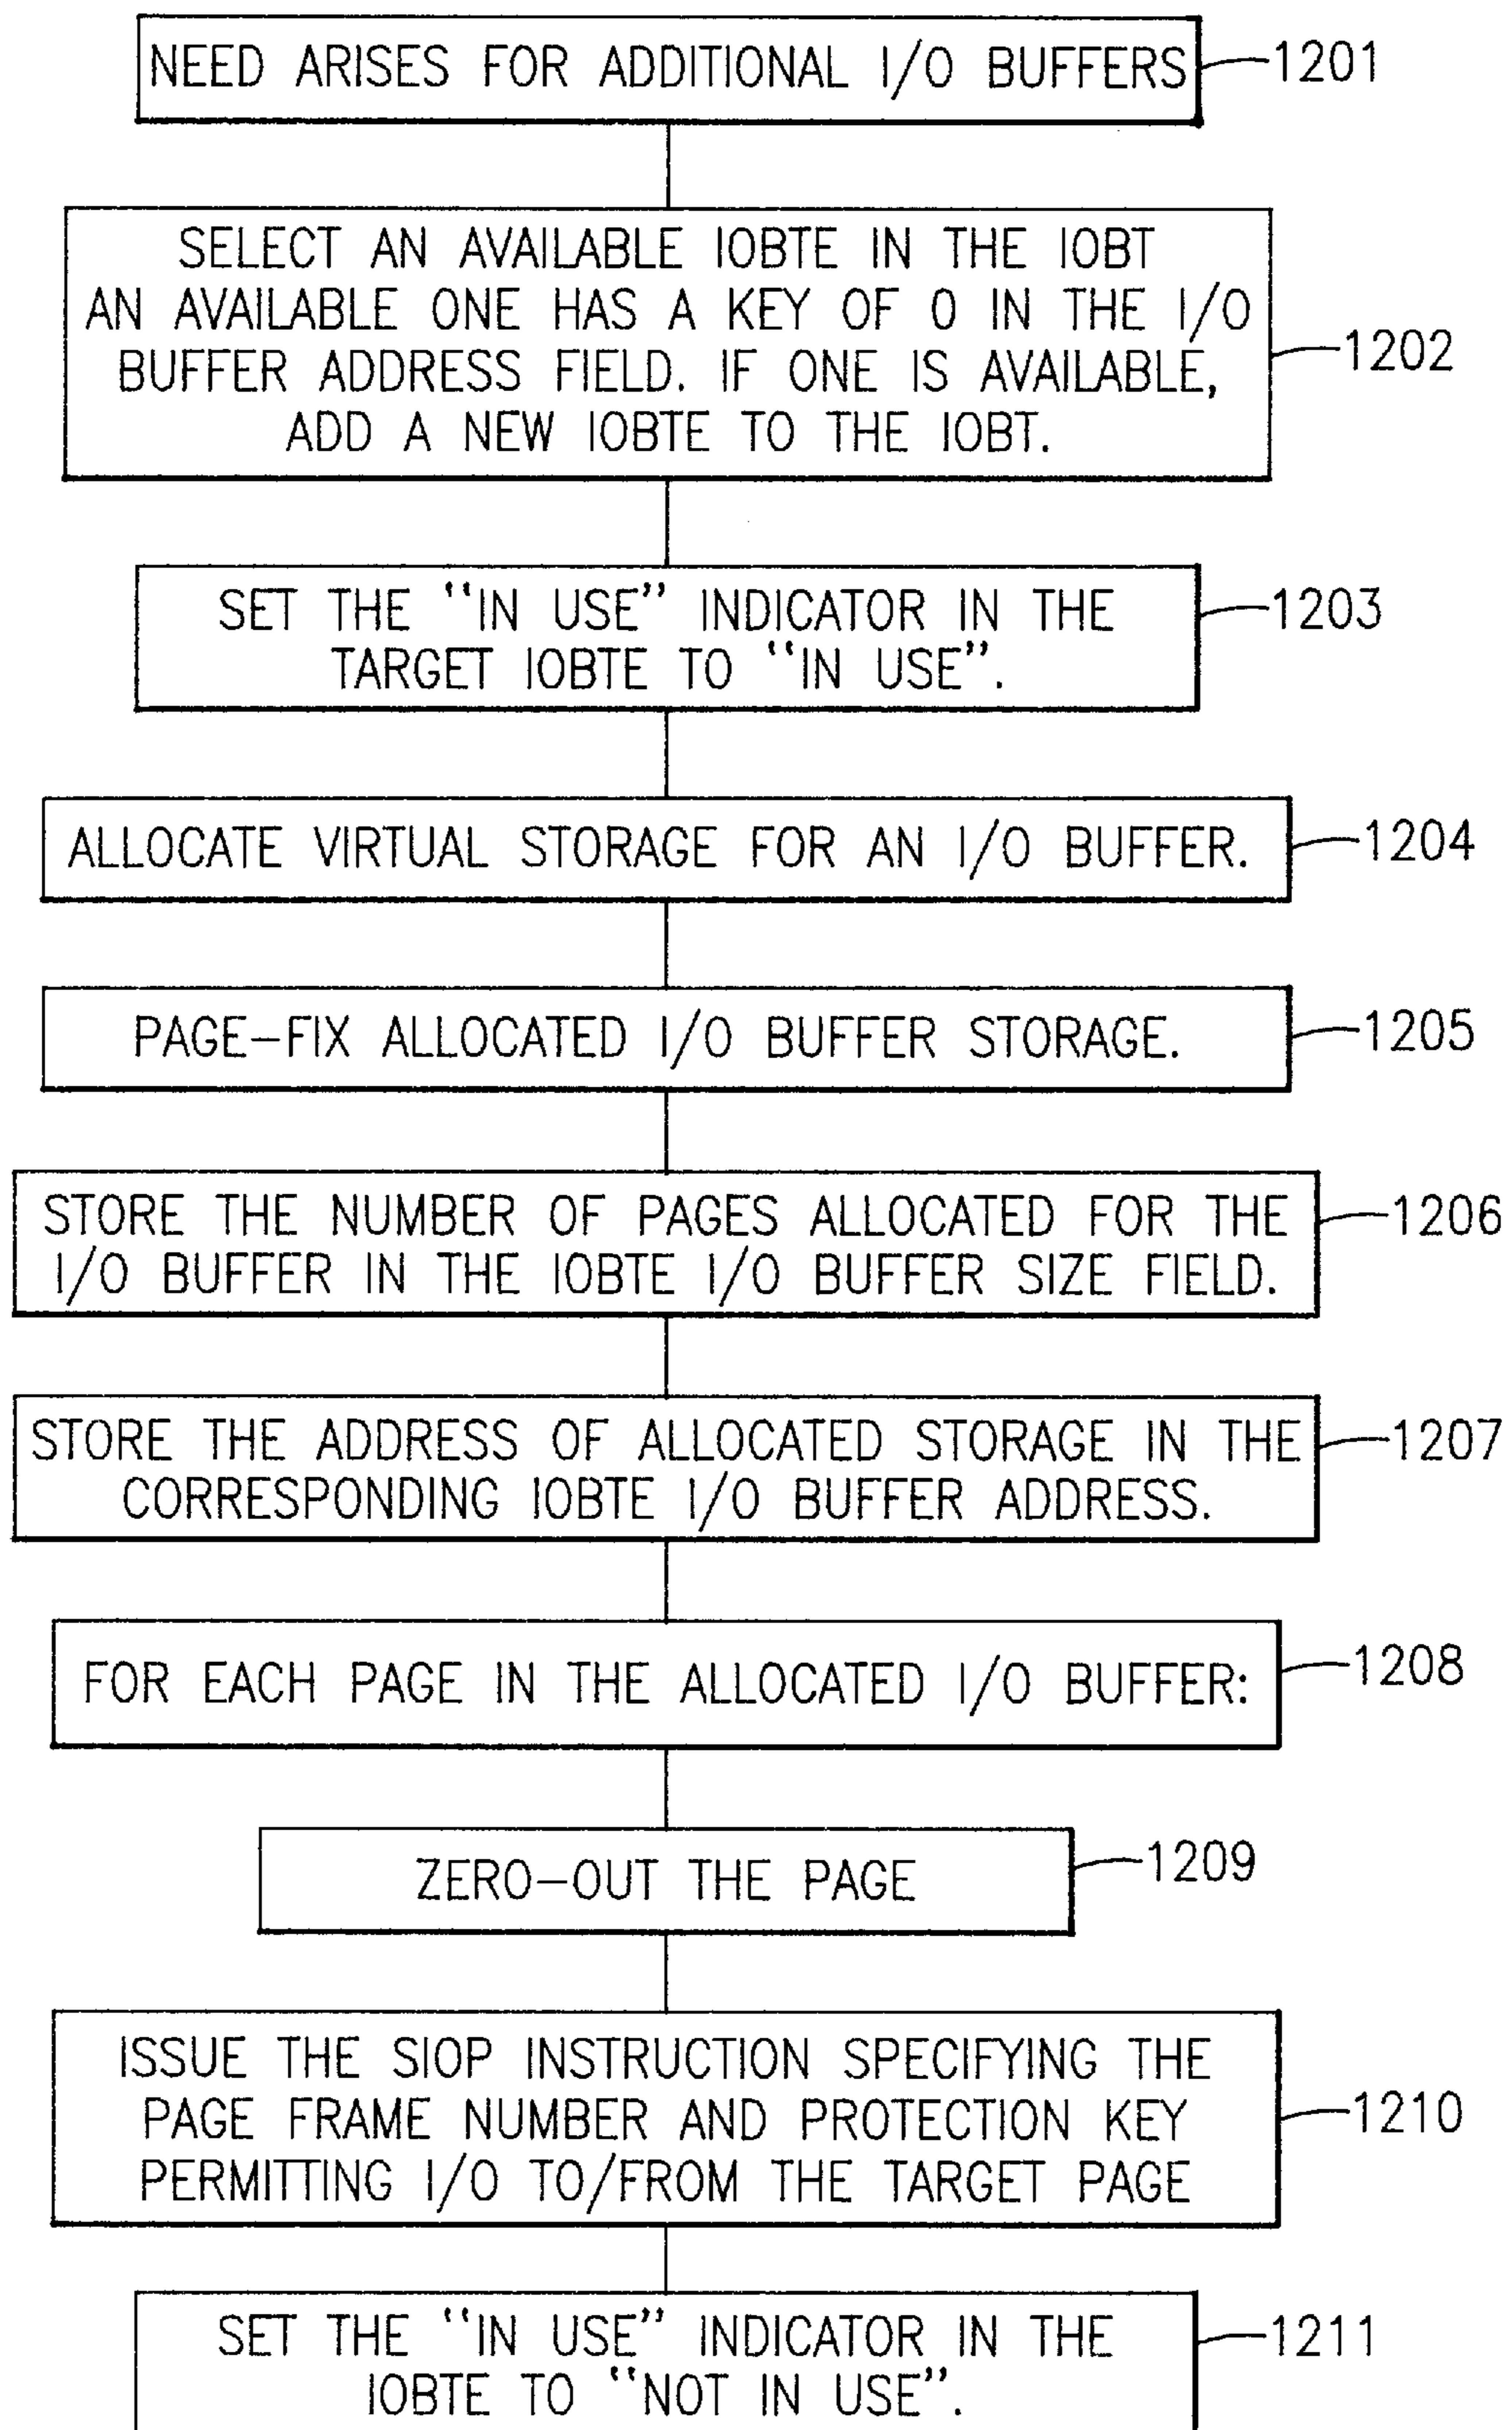 NEED ARISES FOR ADDITIONAL I/O BUFFERS
1201
SELECT AN AVAILABLE IOBTE IN THE IOBT
AN AVAILABLE ONE HAS A KEY OF 0 IN THE I/O
BUFFER ADDRESS FIELD. IF ONE IS AVAILABLE,
ADD A NEW IOBTE TO THE IOBT.
1202
SET THE “IN USE” INDICATOR IN THE
TARGET IOBTE TO “IN USE”.
1203
ALLOCATE VIRTUAL STORAGE FOR AN I/O BUFFER.
1204
PAGE-FIX ALLOCATED I/O BUFFER STORAGE.
1205
STORE THE NUMBER OF PAGES ALLOCATED FOR THE
I/O BUFFER IN THE IOBTE I/O BUFFER SIZE FIELD.
1206
STORE THE ADDRESS OF ALLOCATED STORAGE IN THE
CORRESPONDING IOBTE I/O BUFFER ADDRESS.
1207
FOR EACH PAGE IN THE ALLOCATED I/O BUFFER:
1208
ZERO-OUT THE PAGE
1209
ISSUE THE SIOP INSTRUCTION SPECIFYING THE
PAGE FRAME NUMBER AND PROTECTION KEY
PERMITTING I/O TO/FROM THE TARGET PAGE
1210
SET THE “IN USE” INDICATOR IN THE
IOBTE TO “NOT IN USE”.
1211